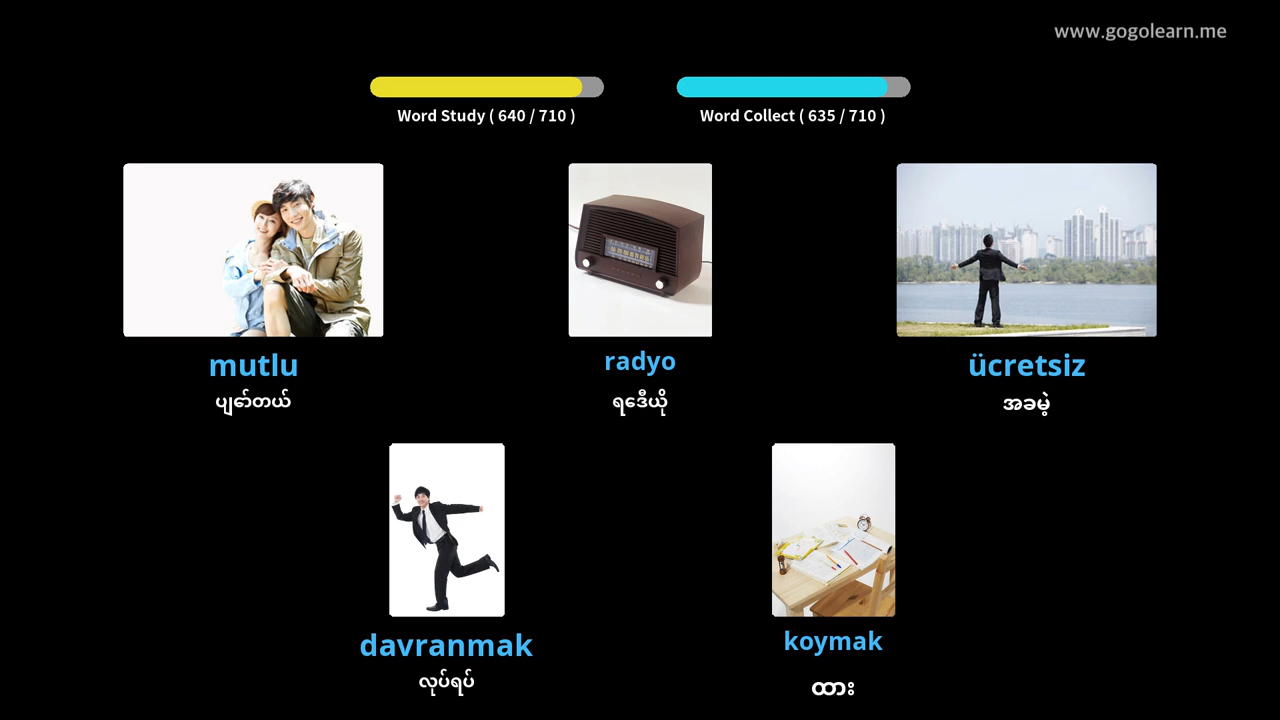 www.gogolearn.me
Word Study ( 640 / 710 )
Word Collect ( 635 / 710 )
mutlu
ပျော်တယ်
radyo
ရေဒီယို
ücretsiz
အခမဲ့
davranmak
လုပ်ရပ်
koymak
ထား